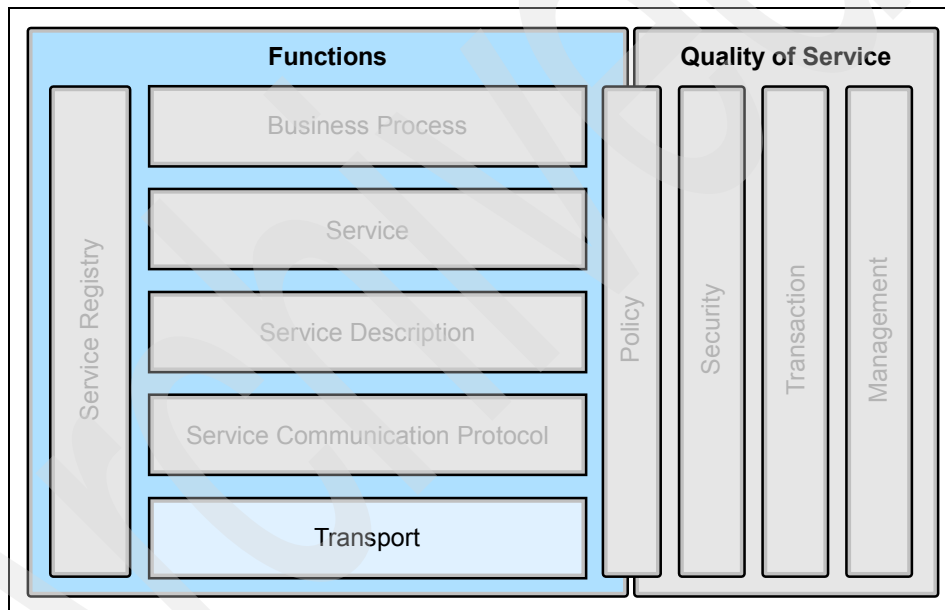 Functions
Quality of Service
Service Registry
Business Process
Service
Service Description
Service Communication Protocol
Transport
Policy
Security
Transaction
Management